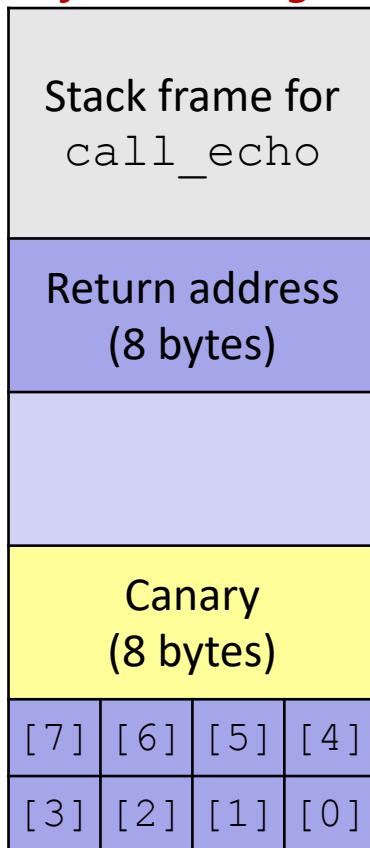 Stack frame for
call_echo
Return address
(8 bytes)
Canary
(8 bytes)
[7] [6] [5] [4]
[3] [2] [1] [0]